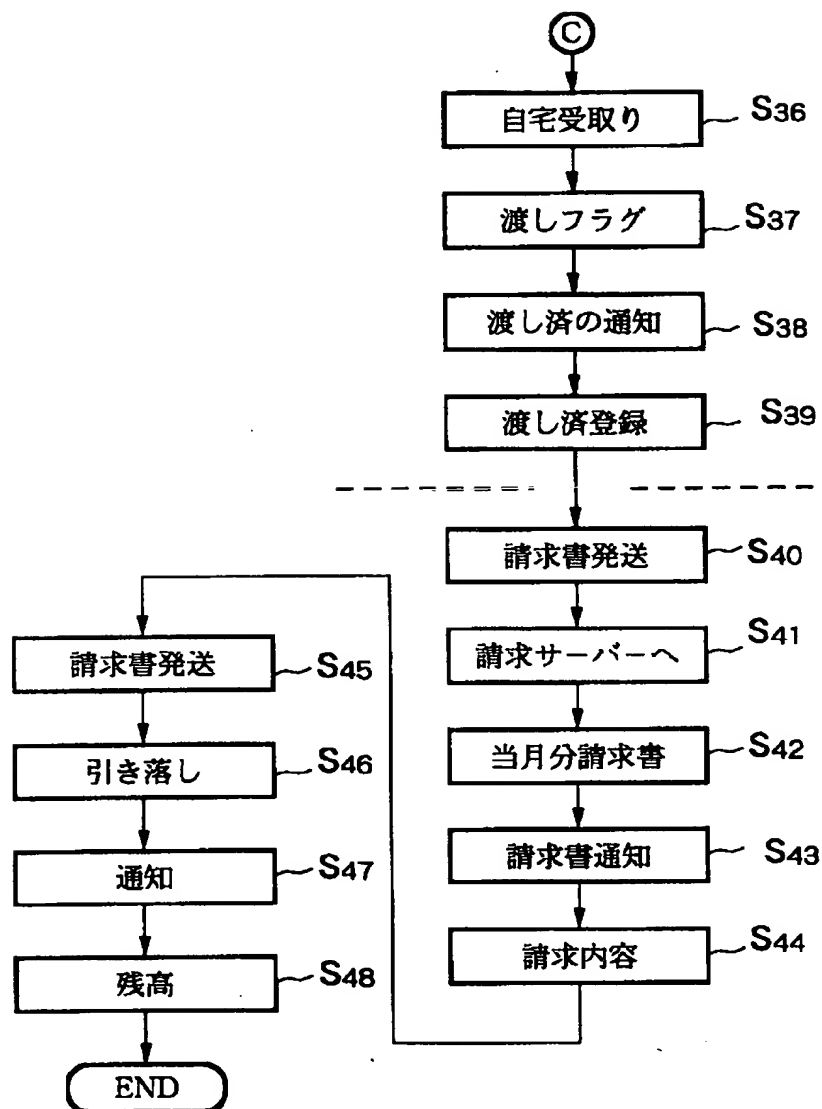 C
自宅受取り S36
渡しフラグ S37
渡し済の通知 S38
渡し済登録 S39
請求書発送 S40
請求サーバーへ S41
当月分請求書 S42
請求書通知 S43
請求内容 S44
請求書発送 S45
引き落し S46
通知 S47
残高 S48
END